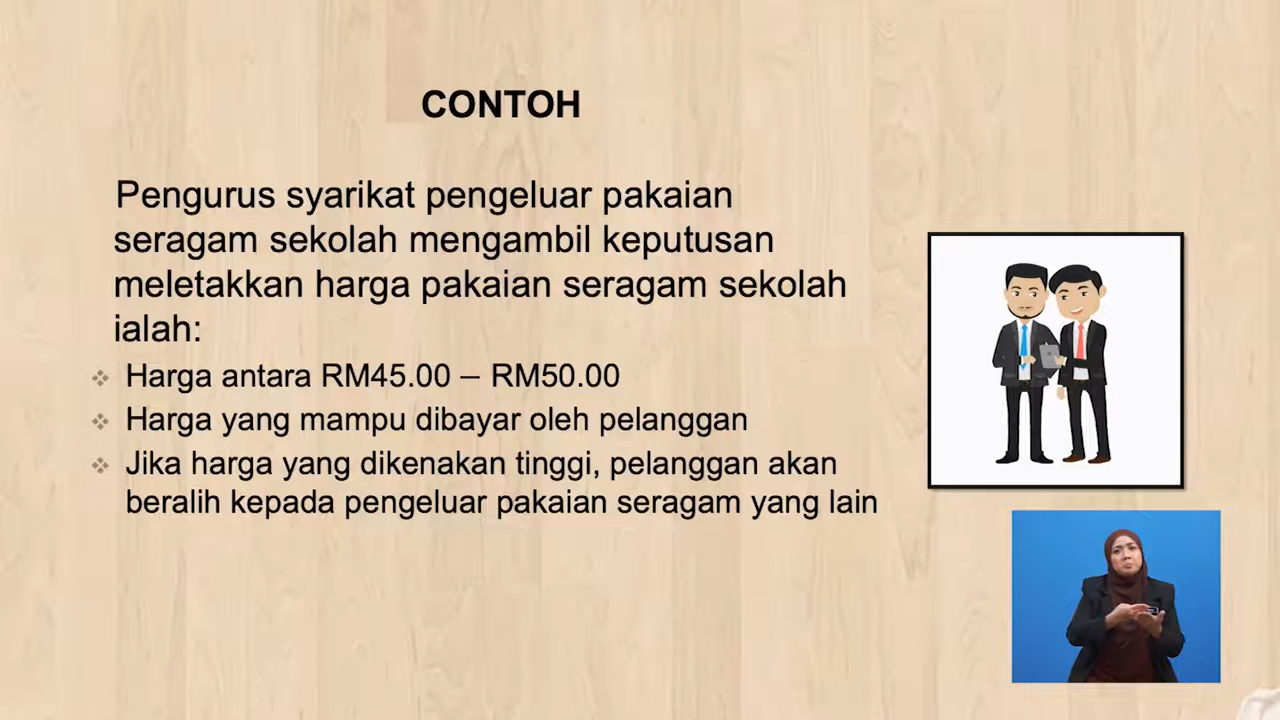 CONTOH
Pengurus syarikat pengeluar pakaian
seragam sekolah mengambil keputusan
meletakkan harga pakaian seragam sekolah
ialah:
Harga antara RM45.00 – RM50.00
Harga yang mampu dibayar oleh pelanggan
Jika harga yang dikenakan tinggi, pelanggan akan
beralih kepada pengeluar pakaian seragam yang lain